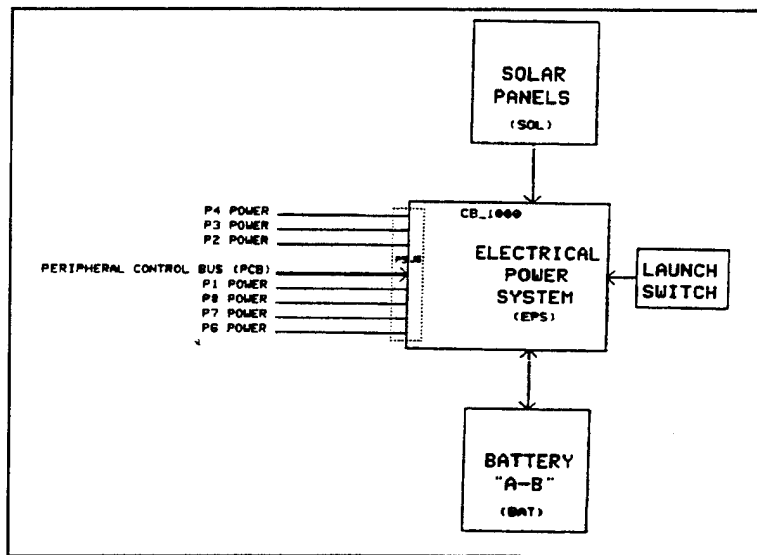 SOLAR
PANELS
(SOL)
P4 POWER
P3 POWER
P2 POWER
PERIPHERAL CONTROL BUS (PCB)
P1 POWER
P8 POWER
P7 POWER
P6 POWER
ELECTRICAL
POWER
SYSTEM
(EPS)
LAUNCH
SWITCH
BATTERY
"A-B"
(BAT)